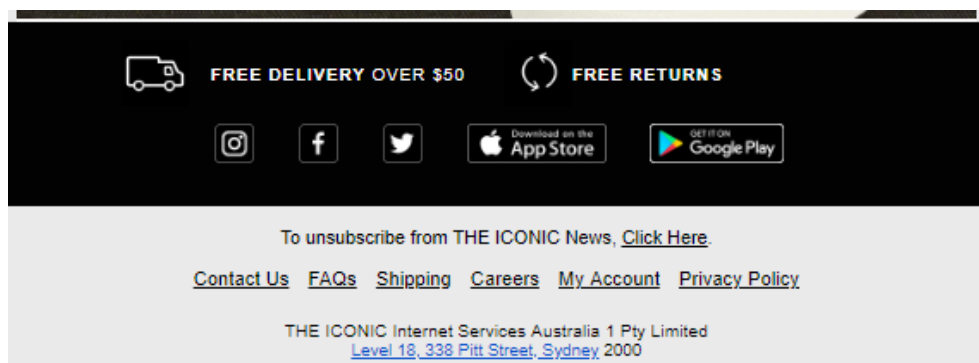 FREE DELIVERY OVER $50 FREE RETURNS
Download on the
App Store
GET IT ON
Google Play
To unsubscribe from THE ICONIC News, Click Here.
Contact Us FAQs Shipping Careers My Account Privacy Policy
THE ICONIC Internet Services Australia 1 Pty Limited
Level 18, 338 Pitt Street, Sydney 2000